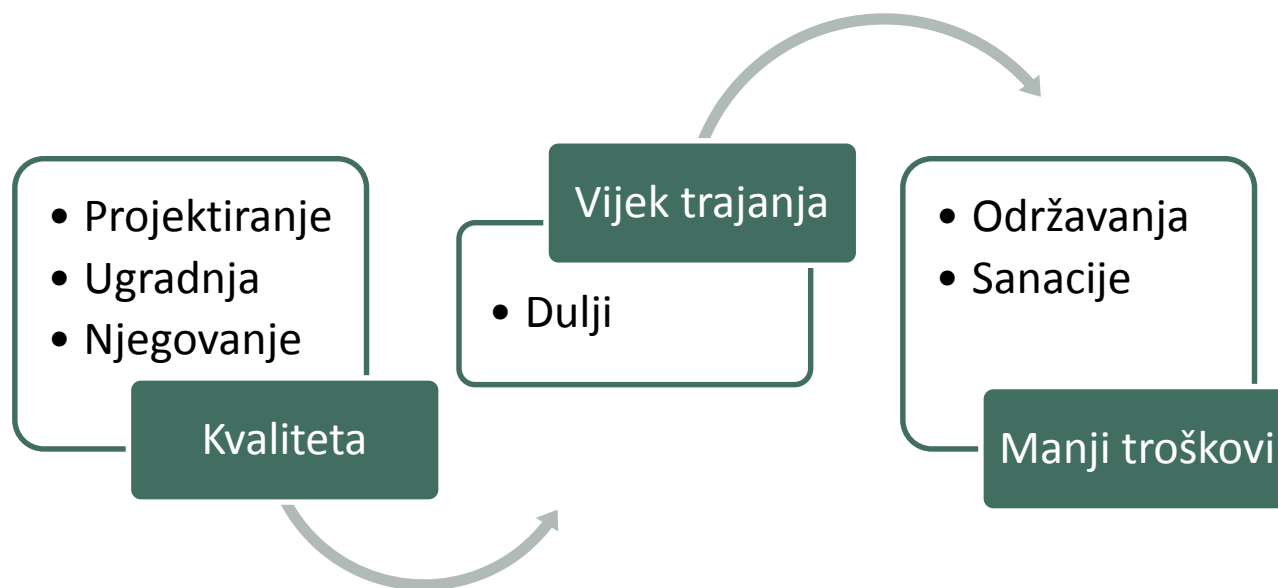 • Projektiranje
• Ugradnja
• Njegovanje
Kvaliteta
Vijek trajanja
• Dulji
• Održavanja
• Sanacije
Manji troškovi